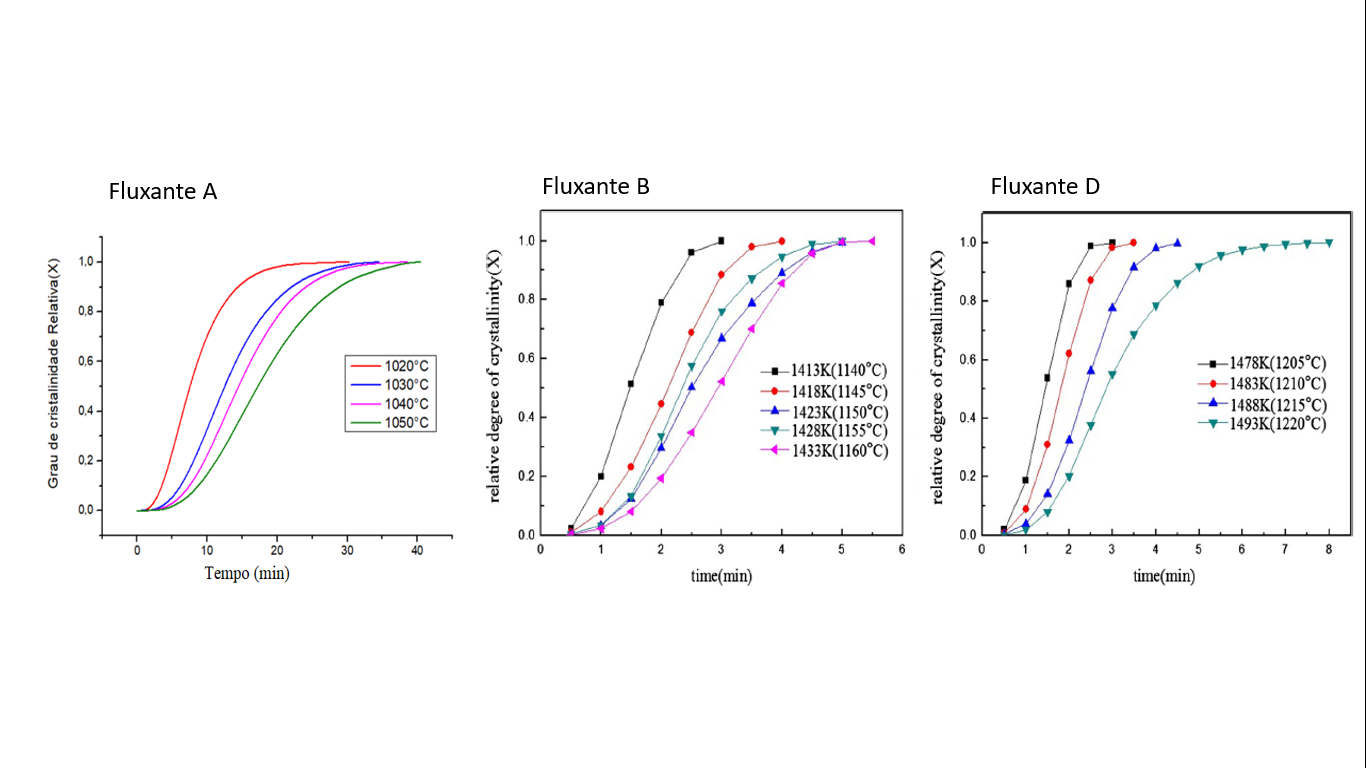 Fluxante A
Grau de cristalinidade Relativa(X)
1,0
0,8
0,6
0,4
0,2
0,0
1020°C
1030°C
1040°C
1050°C
0
10
20
30
40
Tempo (min)
Fluxante B
relative degree of crystallinity(X)
1.0
0.8
0.6
0.4
0.2
0.0
1413K(1140°C)
1418K(1145°C)
1423K(1150°C)
1428K(1155°C)
1433K(1160°C)
0
1
2
3
4
5
6
time(min)
Fluxante D
relative degree of crystallinity(X)
1.0
0.8
0.6
0.4
0.2
0.0
1478K(1205°C)
1483K(1210°C)
1488K(1215°C)
1493K(1220°C)
0
1
2
3
4
5
6
7
8
time(min)